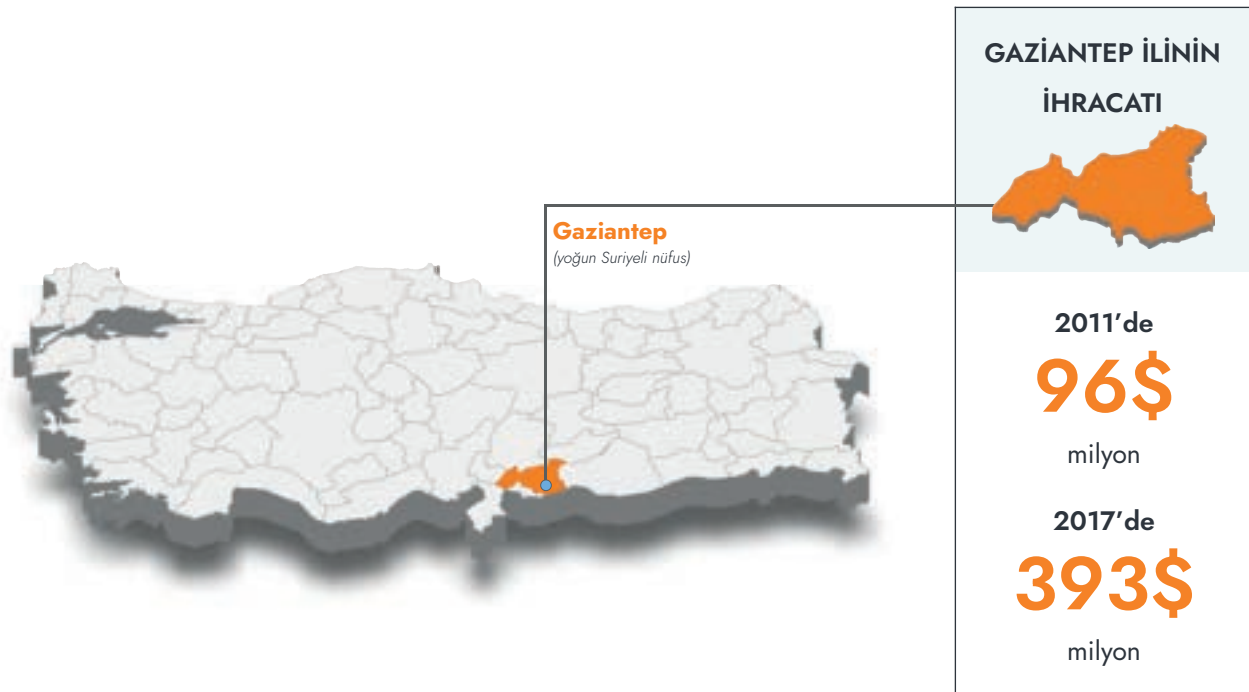 GAZİANTEP İLİNİN
İHRACATI
Gaziantep
(yoğun Suriyeli nüfus)
2011’de
96$
milyon
2017’de
393$
milyon